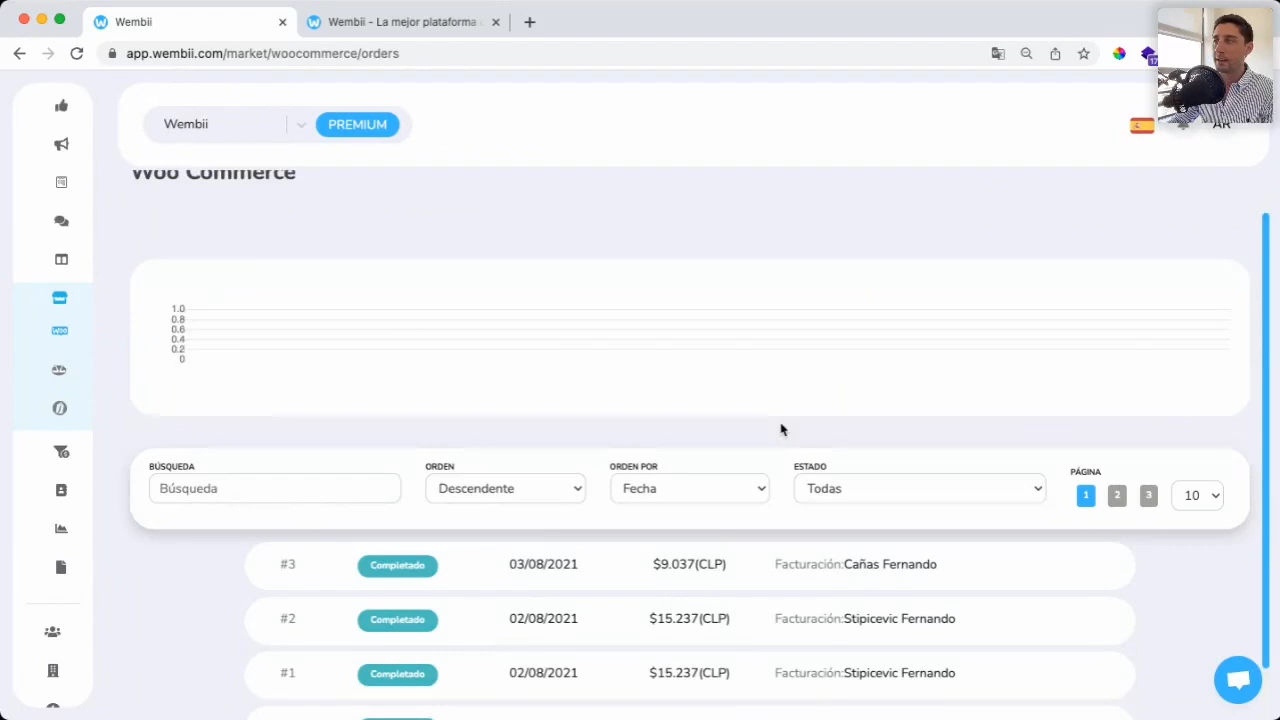 Wembii
Wembii - La mejor plataforma
app.wembii.com/market/woocommerce/orders
17
Wembii
PREMIUM
AR
Woo Commerce
WOO
1.0
0.8
0.6
0.4
0.2
0
BÚSQUEDA ORDEN ORDEN POR ESTADO PÁGINA
Búsqueda Descendente Fecha Todas 1 2 3 10
#3 Completado 03/08/2021 $9.037(CLP) Facturación:Cañas Fernando
#2 Completado 02/08/2021 $15.237(CLP) Facturación:Stipicevic Fernando
#1 Completado 02/08/2021 $15.237(CLP) Facturación:Stipicevic Fernando